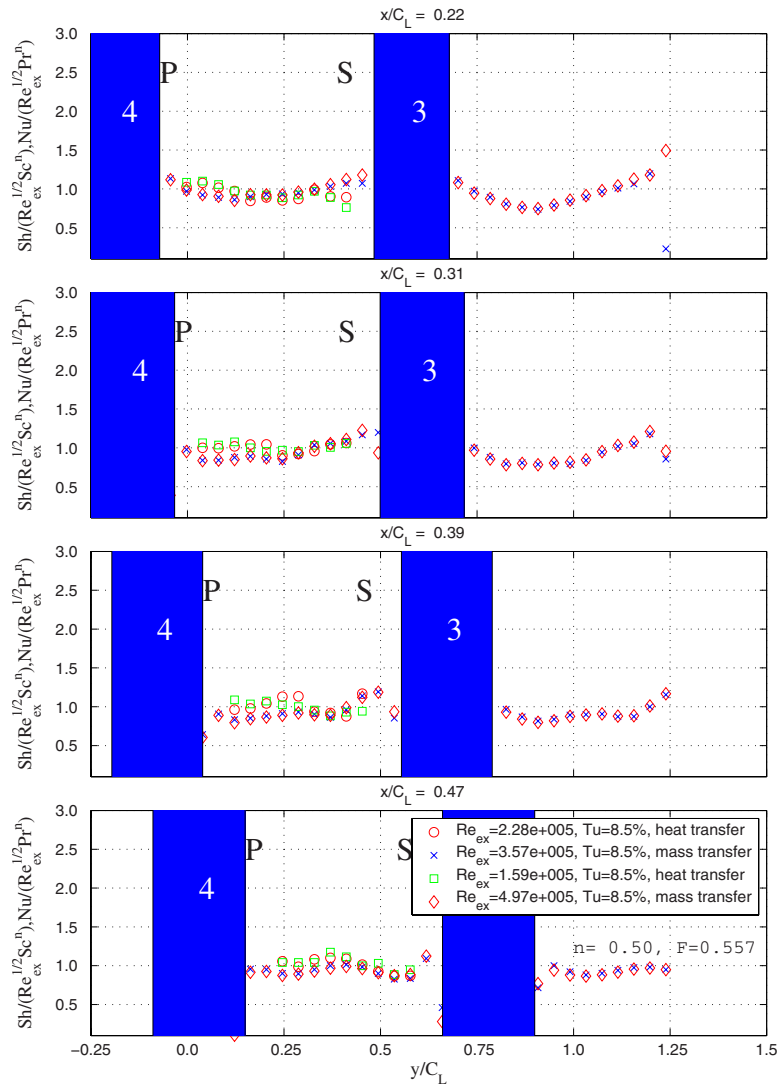 x/C_L = 0.22
Sh/(Re_ex^1/2 Sc^n),Nu/(Re_ex^1/2 Pr^n)
3.0
2.5
2.0
1.5
1.0
0.5
4
P
S
3
x/C_L = 0.31
Sh/(Re_ex^1/2 Sc^n),Nu/(Re_ex^1/2 Pr^n)
3.0
2.5
2.0
1.5
1.0
0.5
4
P
S
3
x/C_L = 0.39
Sh/(Re_ex^1/2 Sc^n),Nu/(Re_ex^1/2 Pr^n)
3.0
2.5
2.0
1.5
1.0
0.5
4
P
S
3
x/C_L = 0.47
Sh/(Re_ex^1/2 Sc^n),Nu/(Re_ex^1/2 Pr^n)
3.0
2.5
2.0
1.5
1.0
0.5
4
P
S
Re_ex=2.28e+005, Tu=8.5%, heat transfer
Re_ex=3.57e+005, Tu=8.5%, mass transfer
Re_ex=1.59e+005, Tu=8.5%, heat transfer
Re_ex=4.97e+005, Tu=8.5%, mass transfer
n= 0.50, F=0.557
−0.25 0.0 0.25 0.5 0.75 1.0 1.25 1.5
y/C_L